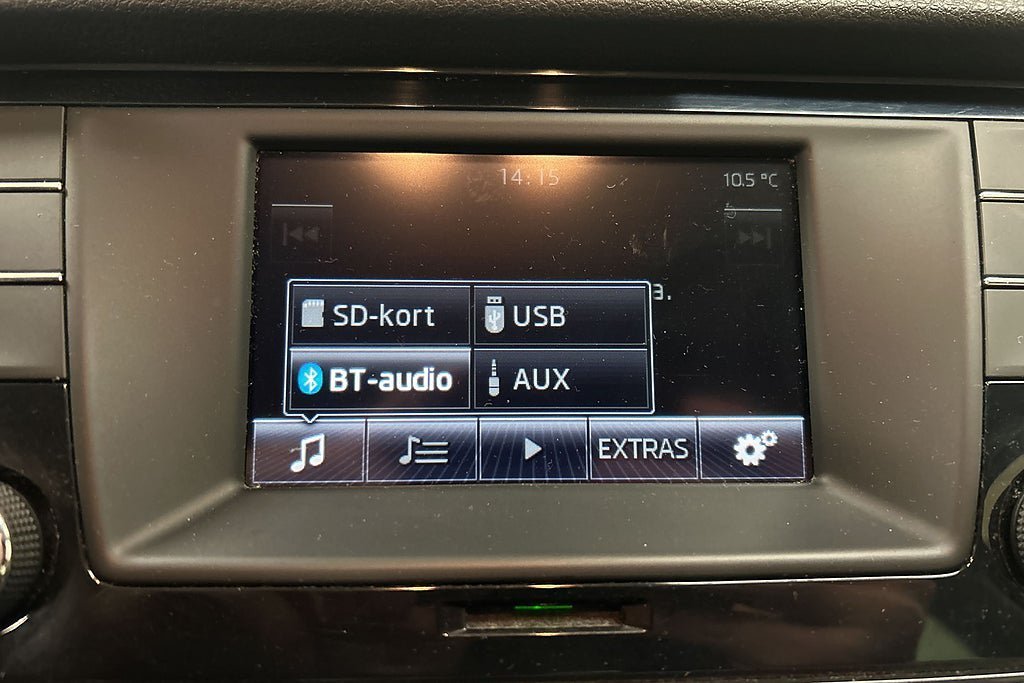 14:15
10.5 °C
SD-kort
USB
BT-audio
AUX
EXTRAS